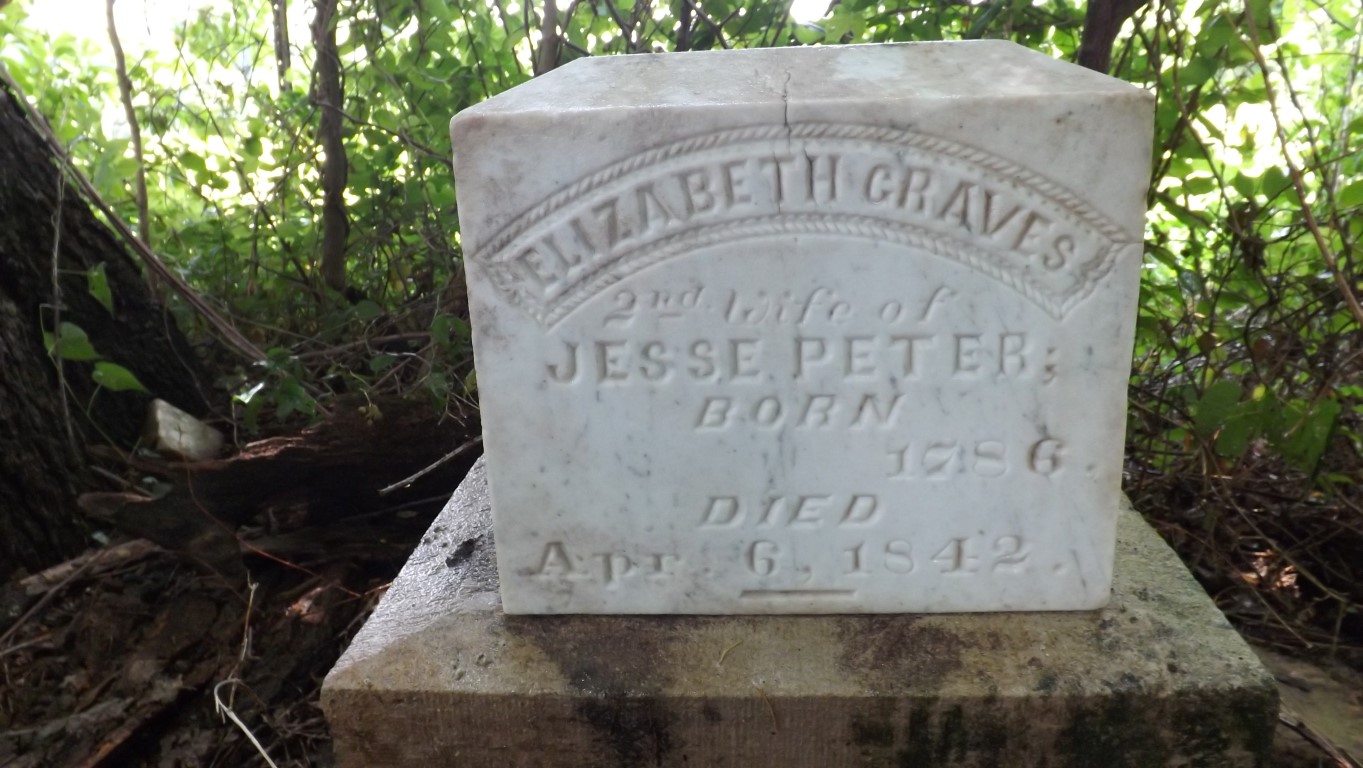 ELIZABETH GRAVES
2nd Wife of
JESSE PETER;
BORN
1786.
DIED
Apr. 6, 1842.